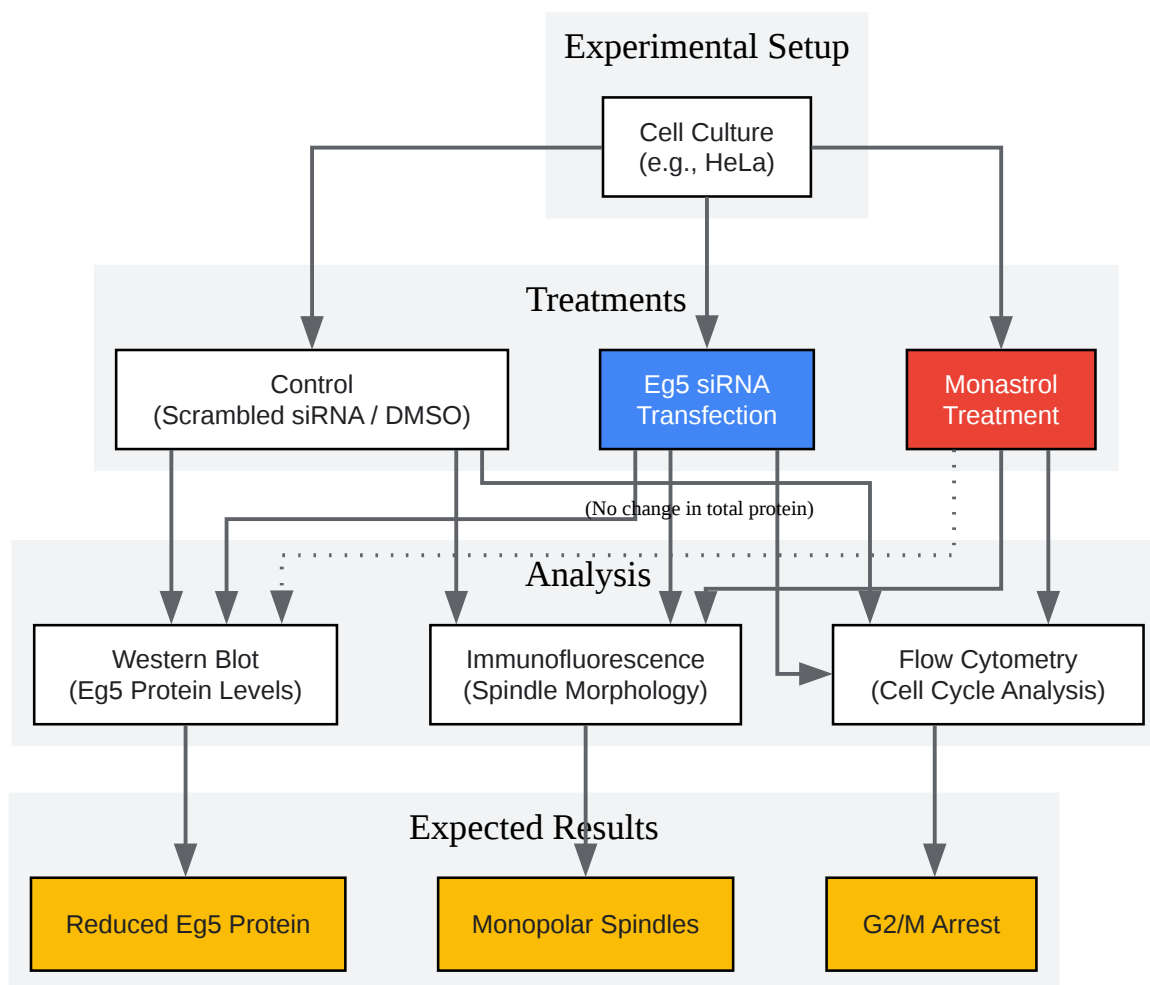 Experimental Setup
Cell Culture
(e.g., HeLa)
Treatments
Control
(Scrambled siRNA / DMSO)
Eg5 siRNA
Transfection
Monastrol
Treatment
(No change in total protein)
Analysis
Western Blot
(Eg5 Protein Levels)
Immunofluorescence
(Spindle Morphology)
Flow Cytometry
(Cell Cycle Analysis)
Expected Results
Reduced Eg5 Protein
Monopolar Spindles
G2/M Arrest